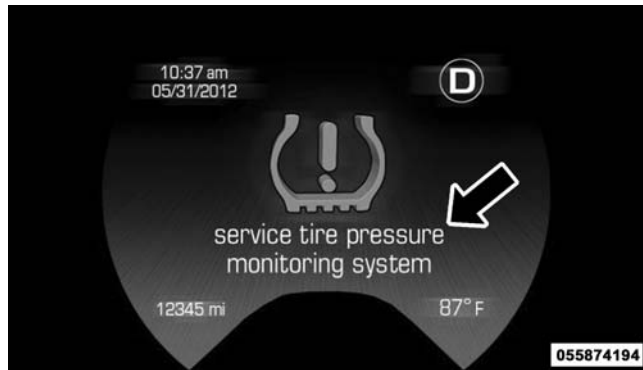 10:37 am
05/31/2012
D
service tire pressure
monitoring system
12345 mi
87° F
055874194